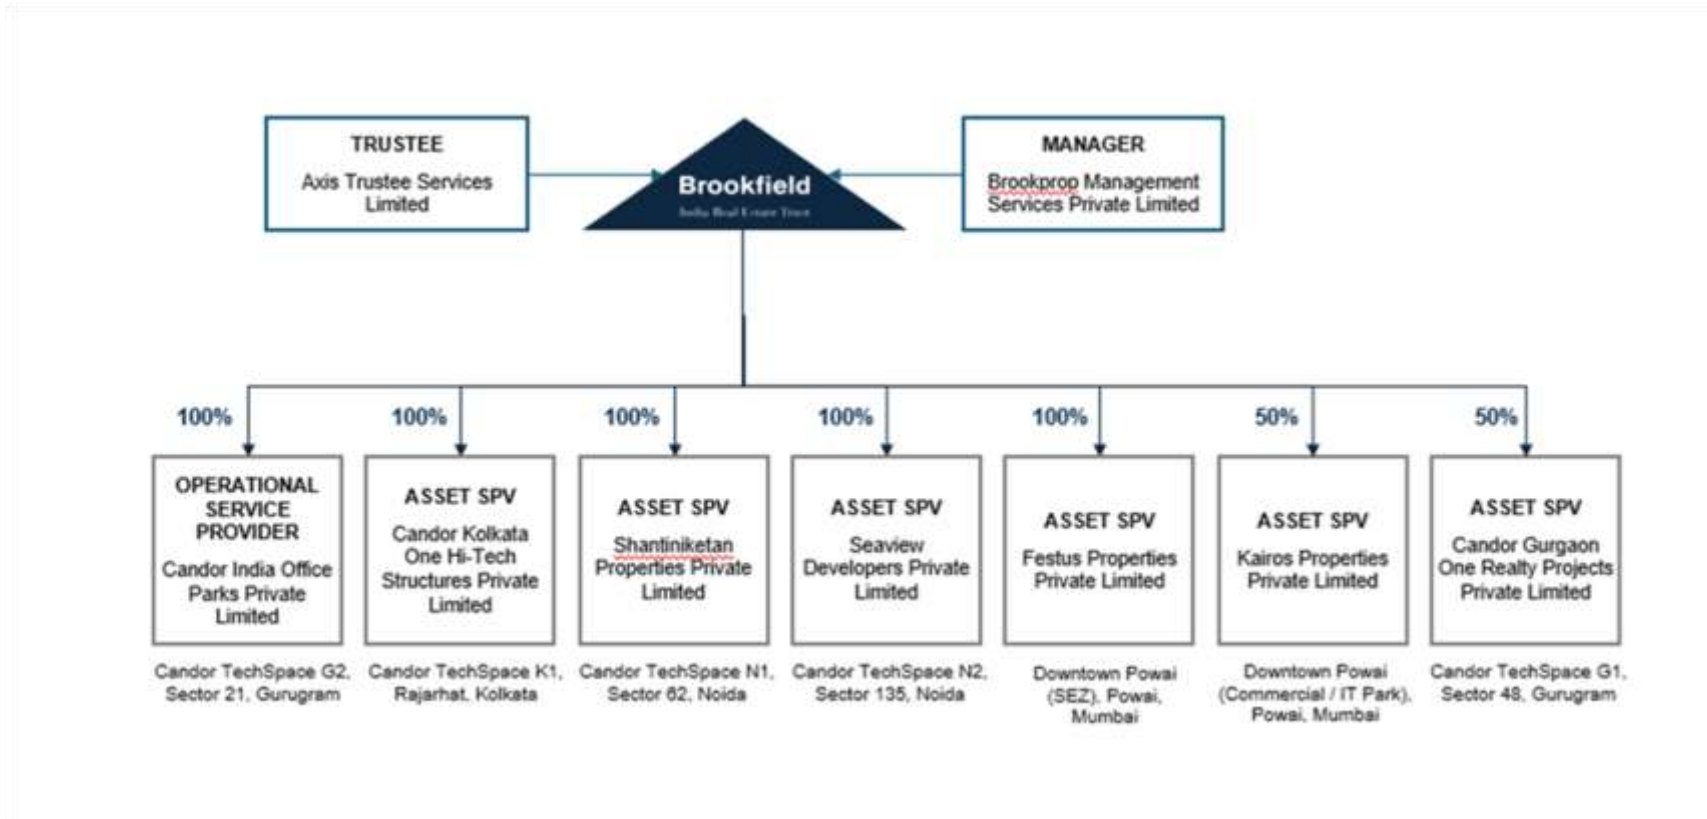 TRUSTEE
Axis Trustee Services
Limited
Brookfield
India Real Estate Trust
MANAGER
Brookprop Management
Services Private Limited
100%
100%
100%
100%
100%
50%
50%
OPERATIONAL
SERVICE
PROVIDER
Candor India Office
Parks Private
Limited
ASSET SPV
Candor Kolkata
One Hi-Tech
Structures Private
Limited
ASSET SPV
Shantiniketan
Properties Private
Limited
ASSET SPV
Seaview
Developers Private
Limited
ASSET SPV
Festus Properties
Private Limited
ASSET SPV
Kairos Properties
Private Limited
ASSET SPV
Candor Gurgaon
One Realty Projects
Private Limited
Candor TechSpace G2,
Sector 21, Gurugram
Candor TechSpace K1,
Rajarhat, Kolkata
Candor TechSpace N1,
Sector 62, Noida
Candor TechSpace N2,
Sector 135, Noida
Downtown Powai
(SEZ), Powai,
Mumbai
Downtown Powai
(Commercial / IT Park),
Powai, Mumbai
Candor TechSpace G1,
Sector 48, Gurugram